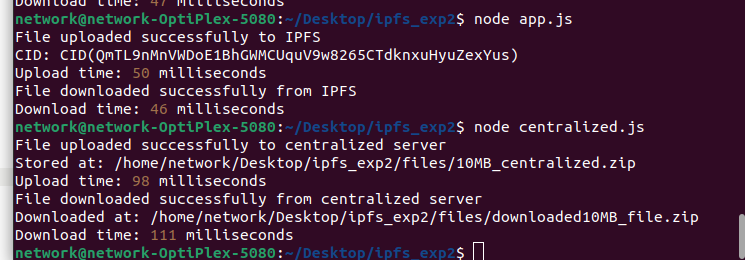 Download time: 47 milliseconds
network@network-OptiPlex-5080:~/Desktop/ipfs_exp2$ node app.js
File uploaded successfully to IPFS
CID: CID(QmTL9nMnVWDoE1BhGWMCUquV9w8265CTdknxuHyuZexYus)
Upload time: 50 milliseconds
File downloaded successfully from IPFS
Download time: 46 milliseconds
network@network-OptiPlex-5080:~/Desktop/ipfs_exp2$ node centralized.js
File uploaded successfully to centralized server
Stored at: /home/network/Desktop/ipfs_exp2/files/10MB_centralized.zip
Upload time: 98 milliseconds
File downloaded successfully from centralized server
Downloaded at: /home/network/Desktop/ipfs_exp2/files/downloaded10MB_file.zip
Download time: 111 milliseconds
network@network-OptiPlex-5080:~/Desktop/ipfs_exp2$